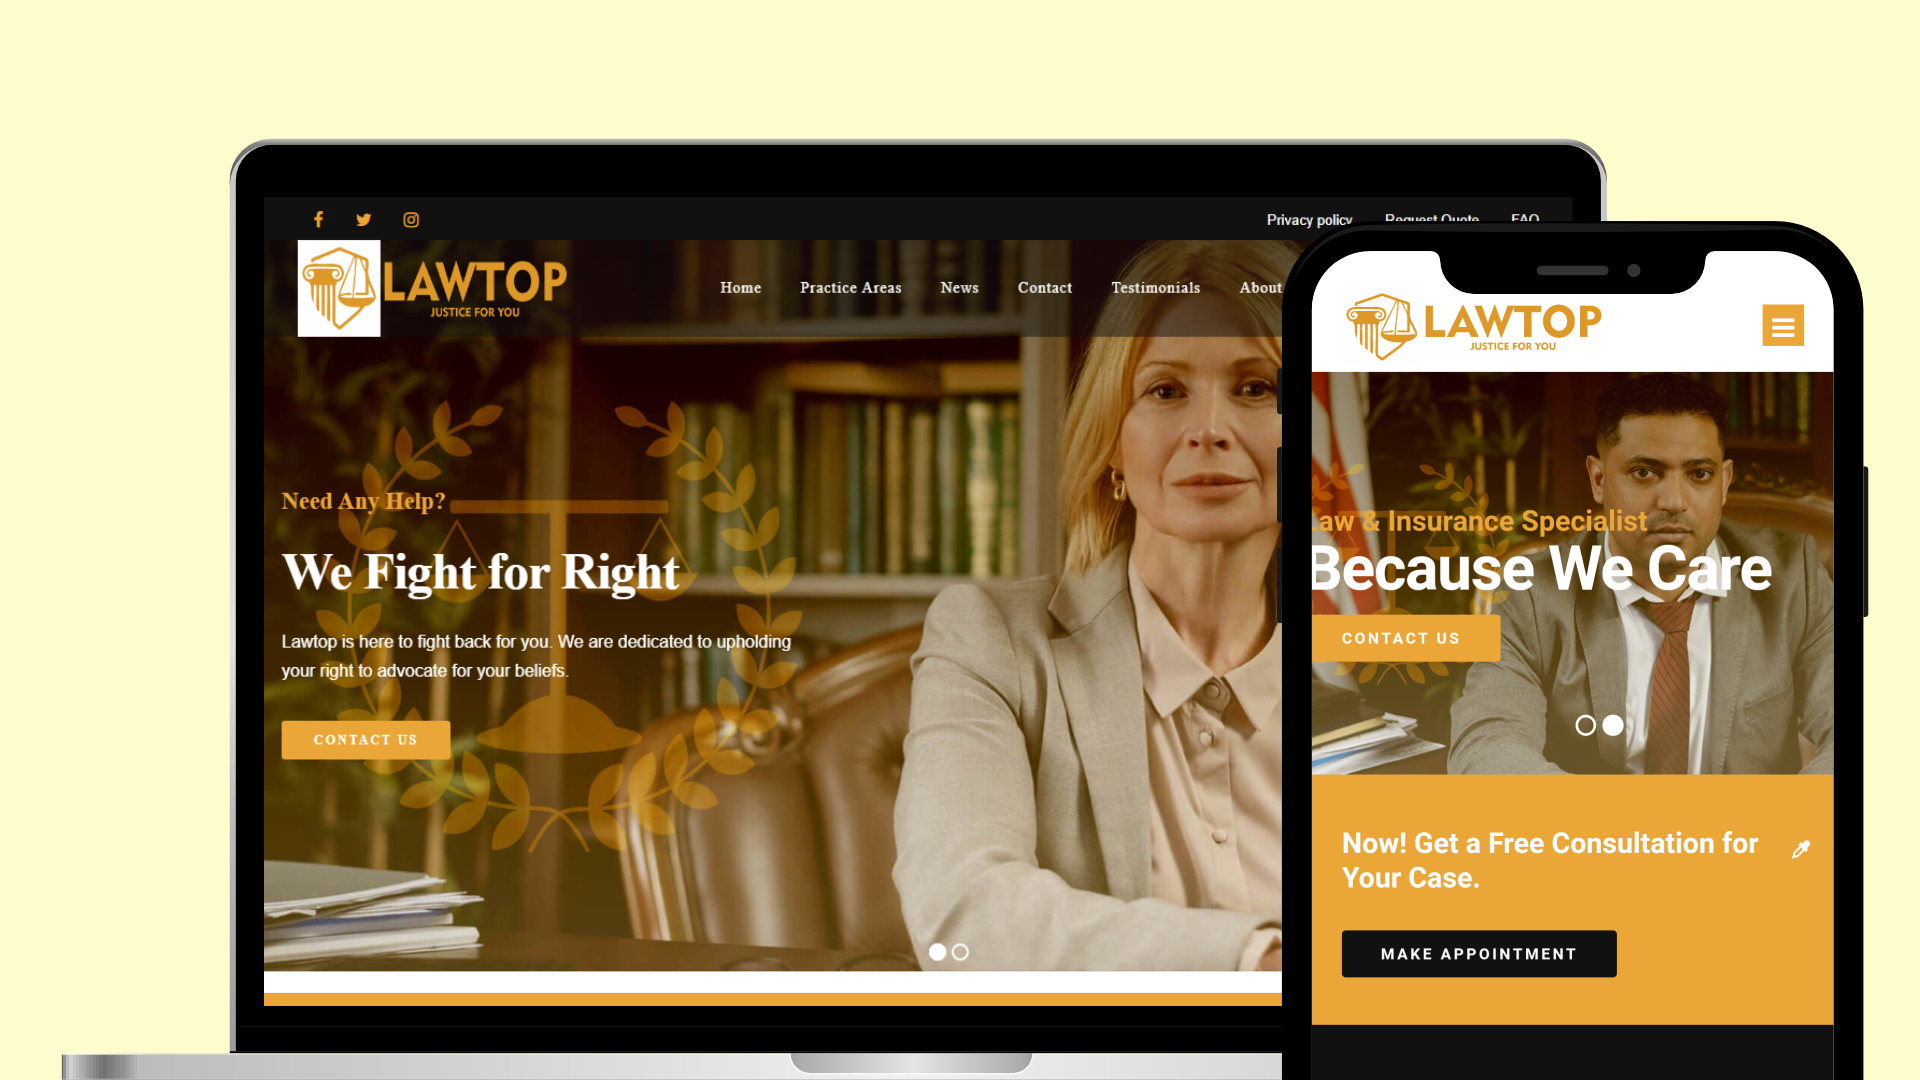 Privacy policy
Request Quote
FAQ
LAWTOP
JUSTICE FOR YOU
Home
Practice Areas
News
Contact
Testimonials
About
Need Any Help?
We Fight for Right
Lawtop is here to fight back for you. We are dedicated to upholding
your right to advocate for your beliefs.
CONTACT US
LAWTOP
JUSTICE FOR YOU
aw & Insurance Specialist
Because We Care
CONTACT US
Now! Get a Free Consultation for
Your Case.
MAKE APPOINTMENT